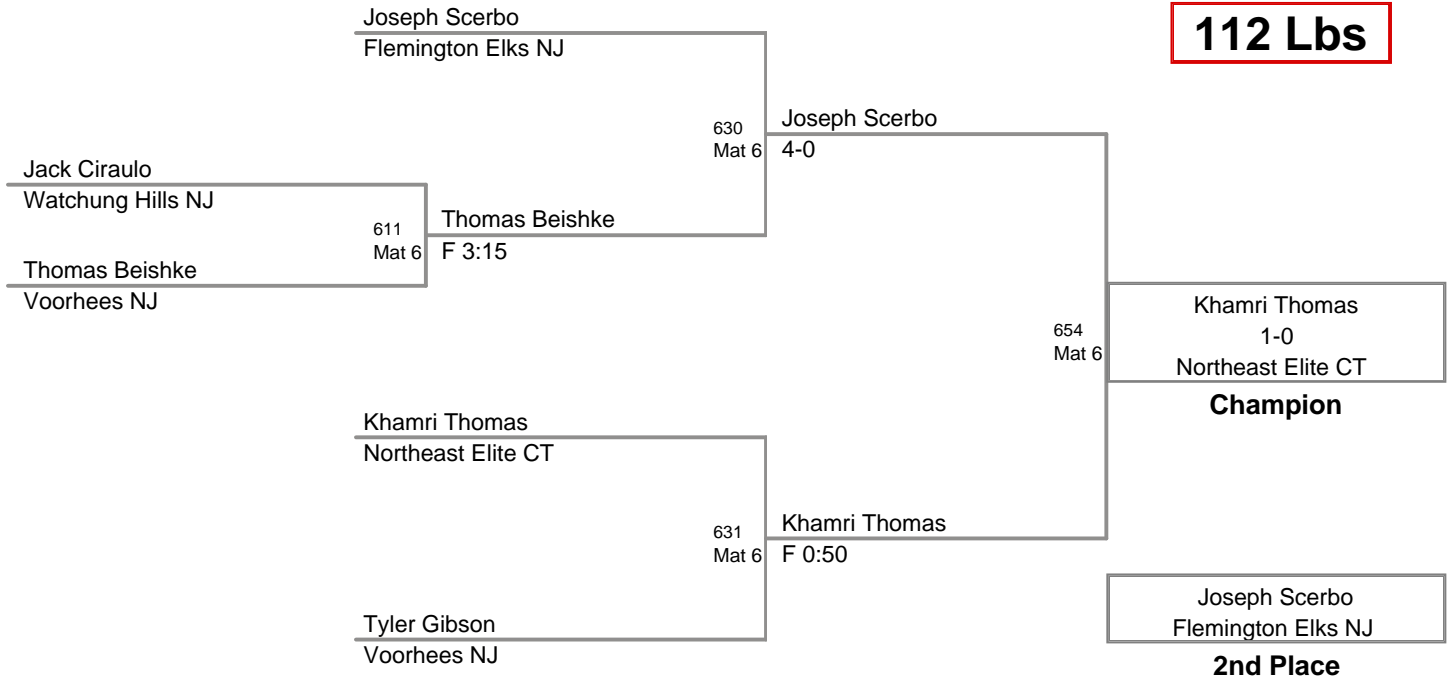 112 Lbs
Joseph Scerbo
Flemington Elks NJ
630
Mat 6
Joseph Scerbo
4-0
Jack Ciraulo
Watchung Hills NJ
611
Mat 6
Thomas Beishke
F 3:15
Thomas Beishke
Voorhees NJ
654
Mat 6
Khamri Thomas
1-0
Northeast Elite CT
Champion
Khamri Thomas
Northeast Elite CT
631
Mat 6
Khamri Thomas
F 0:50
Tyler Gibson
Voorhees NJ
Joseph Scerbo
Flemington Elks NJ
2nd Place